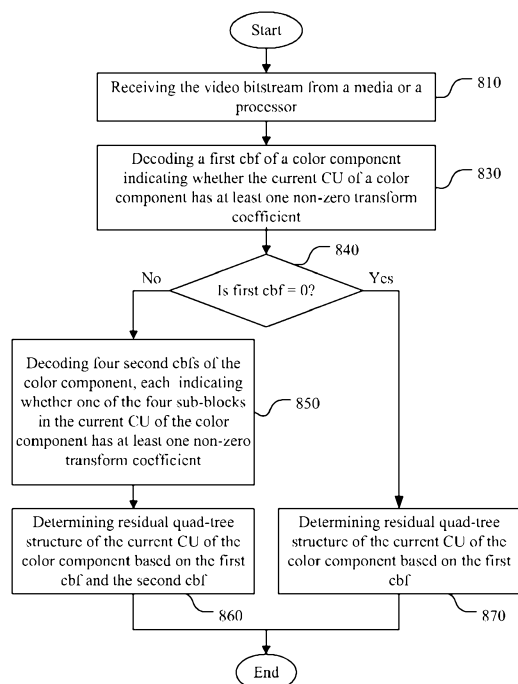 Start
Receiving the video bitstream from a media or a
processor
810
Decoding a first cbf of a color component
indicating whether the current CU of a color
component has at least one non-zero transform
coefficient
830
840
No
Is first cbf = 0?
Yes
Decoding four second cbfs of the
color component, each indicating
whether one of the four sub-blocks
in the current CU of the color
component has at least one non-zero
transform coefficient
850
Determining residual quad-tree
structure of the current CU of the
color component based on the first
cbf and the second cbf
860
Determining residual quad-tree
structure of the current CU of the
color component based on the first
cbf
870
End